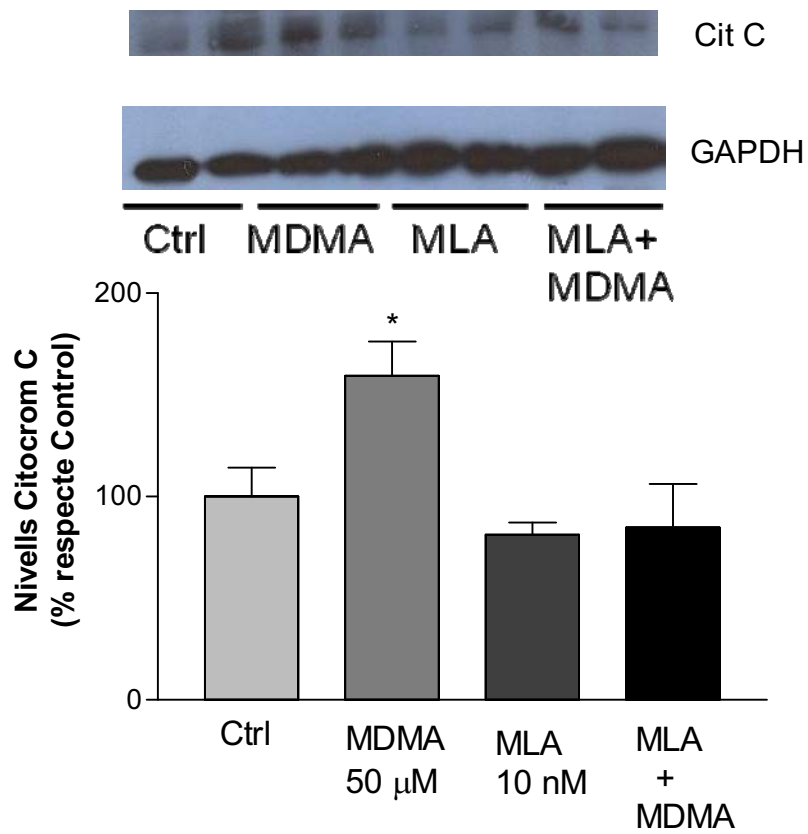 Cit C
GAPDH
Ctrl MDMA MLA MLA+
MDMA
200
*
Nivells Citocrom C
(% respecte Control)
100
0
Ctrl MDMA MLA MLA
50 μM 10 nM +
MDMA